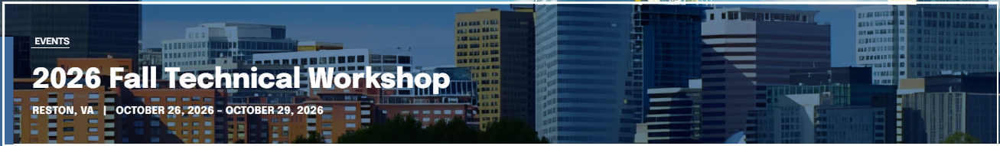 EVENTS
2026 Fall Technical Workshop
RESTON, VA | OCTOBER 26, 2026 – OCTOBER 29, 2026